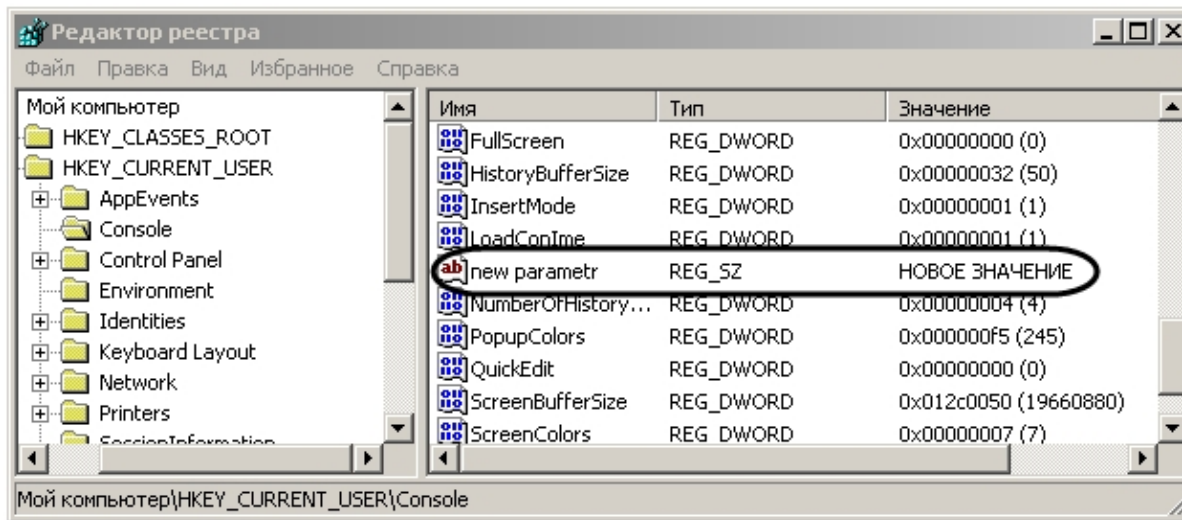 Редактор реестра
Файл Правка Вид Избранное Справка
Мой компьютер
HKEY_CLASSES_ROOT
HKEY_CURRENT_USER
AppEvents
Console
Control Panel
Environment
Identities
Keyboard Layout
Network
Printers
SessionInformation
Имя Тип Значение
FullScreen REG_DWORD 0x00000000 (0)
HistoryBufferSize REG_DWORD 0x00000032 (50)
InsertMode REG_DWORD 0x00000001 (1)
LoadConIme REG_DWORD 0x00000001 (1)
new parametr REG_SZ НОВОЕ ЗНАЧЕНИЕ
NumberOfHistory... REG_DWORD 0x00000004 (4)
PopupColors REG_DWORD 0x000000f5 (245)
QuickEdit REG_DWORD 0x00000000 (0)
ScreenBufferSize REG_DWORD 0x012c0050 (19660880)
ScreenColors REG_DWORD 0x00000007 (7)
Мой компьютер\HKEY_CURRENT_USER\Console